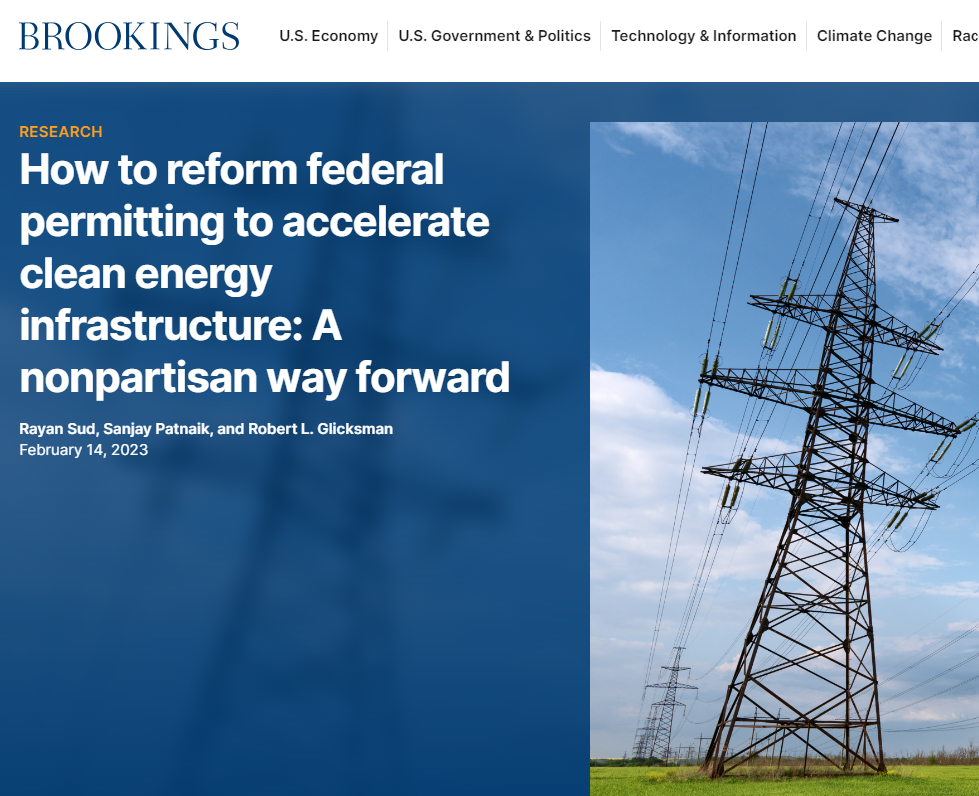 BROOKINGS
U.S. Economy U.S. Government & Politics Technology & Information Climate Change
RESEARCH
How to reform federal
permitting to accelerate
clean energy
infrastructure: A
nonpartisan way forward
Rayan Sud, Sanjay Patnaik, and Robert L. Glicksman
February 14, 2023